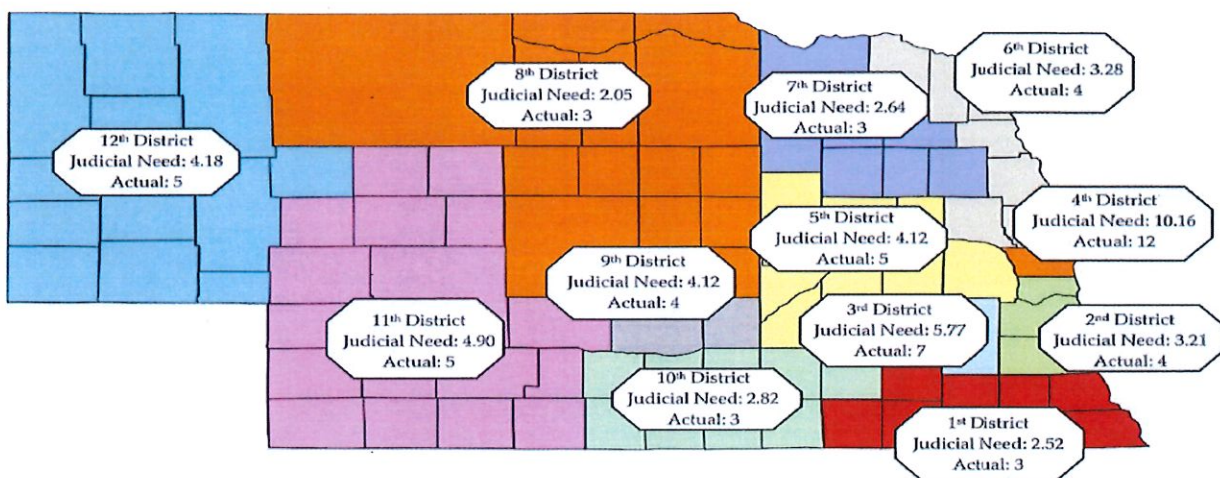 6th District
Judicial Need: 3.28
Actual: 4
8th District
Judicial Need: 2.05
Actual: 3
7th District
Judicial Need: 2.64
Actual: 3
12th District
Judicial Need: 4.18
Actual: 5
4th District
Judicial Need: 10.16
Actual: 12
5th District
Judicial Need: 4.12
Actual: 5
9th District
Judicial Need: 4.12
Actual: 4
3rd District
Judicial Need: 5.77
Actual: 7
11th District
Judicial Need: 4.90
Actual: 5
2nd District
Judicial Need: 3.21
Actual: 4
10th District
Judicial Need: 2.82
Actual: 3
1st District
Judicial Need: 2.52
Actual: 3